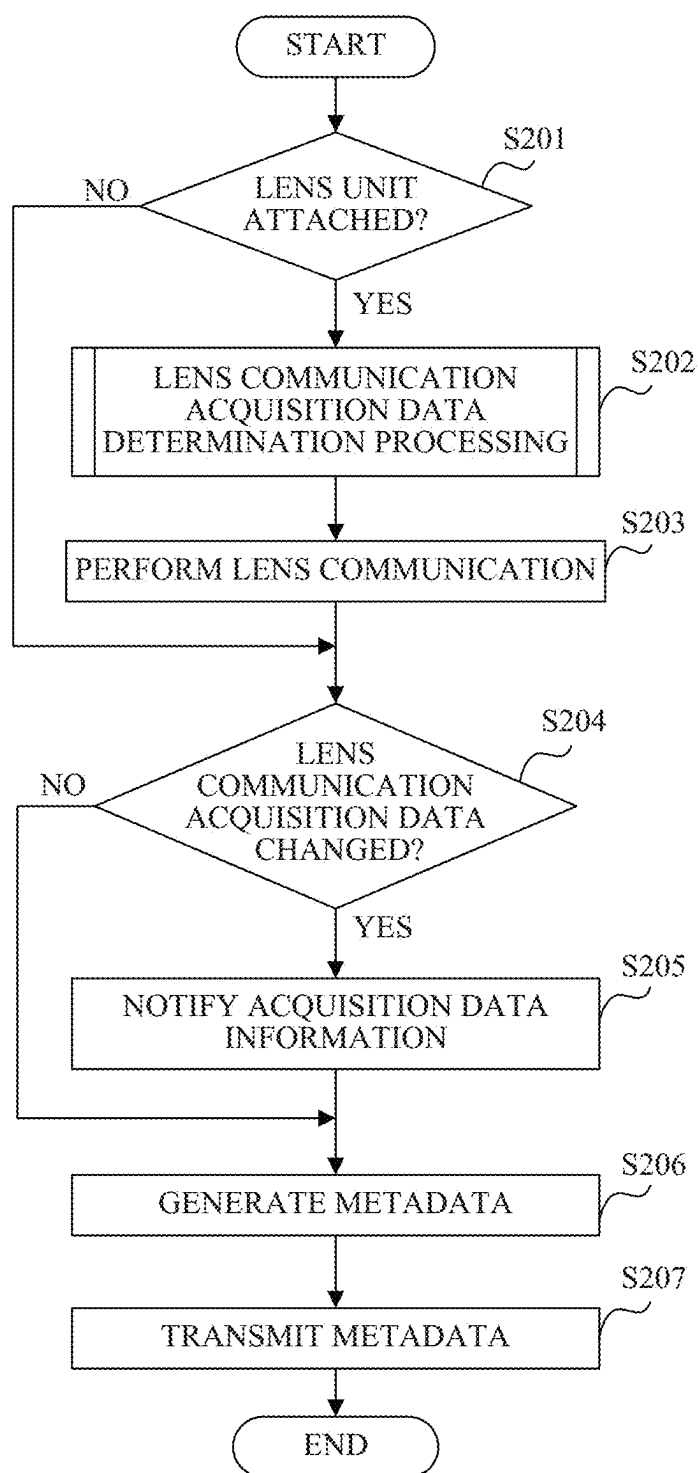 START
S201
NO
LENS UNIT
ATTACHED?
YES
S202
LENS COMMUNICATION
ACQUISITION DATA
DETERMINATION PROCESSING
S203
PERFORM LENS COMMUNICATION
S204
NO
LENS
COMMUNICATION
ACQUISITION DATA
CHANGED?
YES
S205
NOTIFY ACQUISITION DATA
INFORMATION
S206
GENERATE METADATA
S207
TRANSMIT METADATA
END